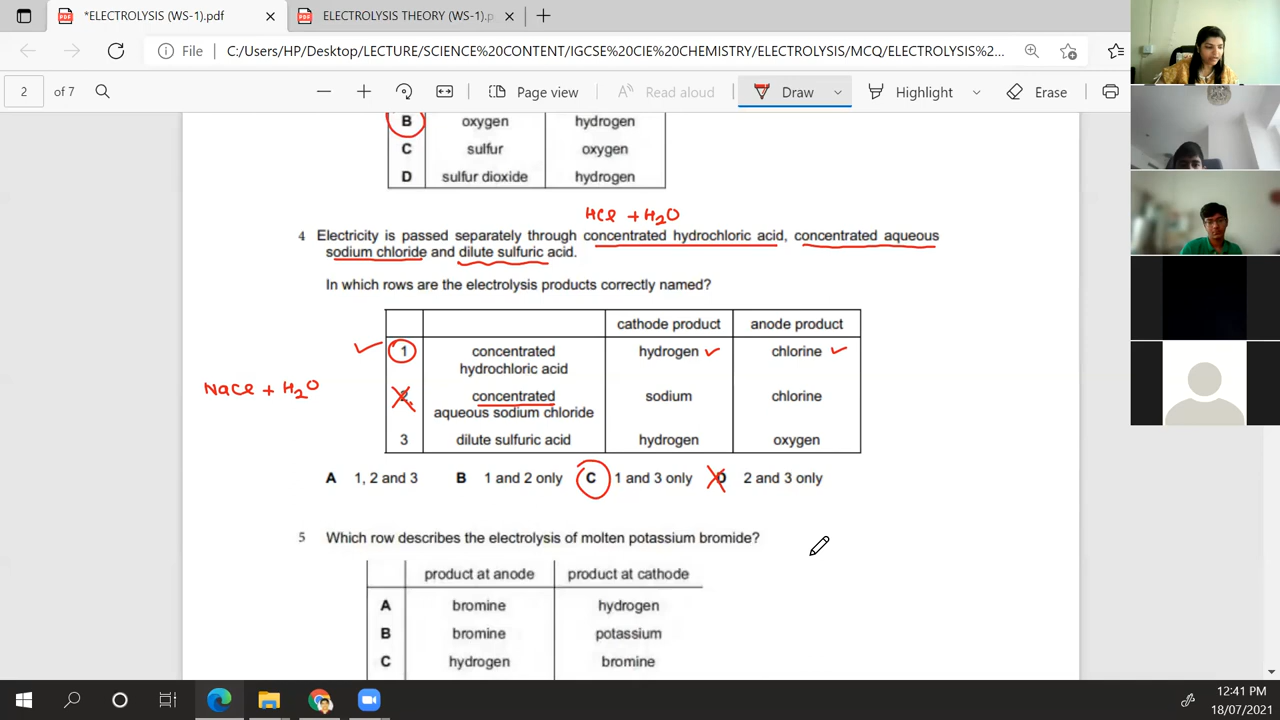 *ELECTROLYSIS (WS-1).pdf
ELECTROLYSIS THEORY (WS-1).p
File
C:/Users/HP/Desktop/LECTURE/SCIENCE%20CONTENT/IGCSE%20CIE%20CHEMISTRY/ELECTROLYSIS/MCQ/ELECTROLYSIS%2...
2 of 7
Page view
Read aloud
Draw
Highlight
Erase
B oxygen hydrogen
C sulfur oxygen
D sulfur dioxide hydrogen
HCl + H2O
4 Electricity is passed separately through concentrated hydrochloric acid, concentrated aqueous
sodium chloride and dilute sulfuric acid.
In which rows are the electrolysis products correctly named?
cathode product anode product
1 concentrated hydrogen chlorine
hydrochloric acid
NaCl + H2O
2 concentrated sodium chlorine
aqueous sodium chloride
3 dilute sulfuric acid hydrogen oxygen
A 1, 2 and 3 B 1 and 2 only C 1 and 3 only D 2 and 3 only
5 Which row describes the electrolysis of molten potassium bromide?
product at anode product at cathode
A bromine hydrogen
B bromine potassium
C hydrogen bromine
12:41 PM
18/07/2021